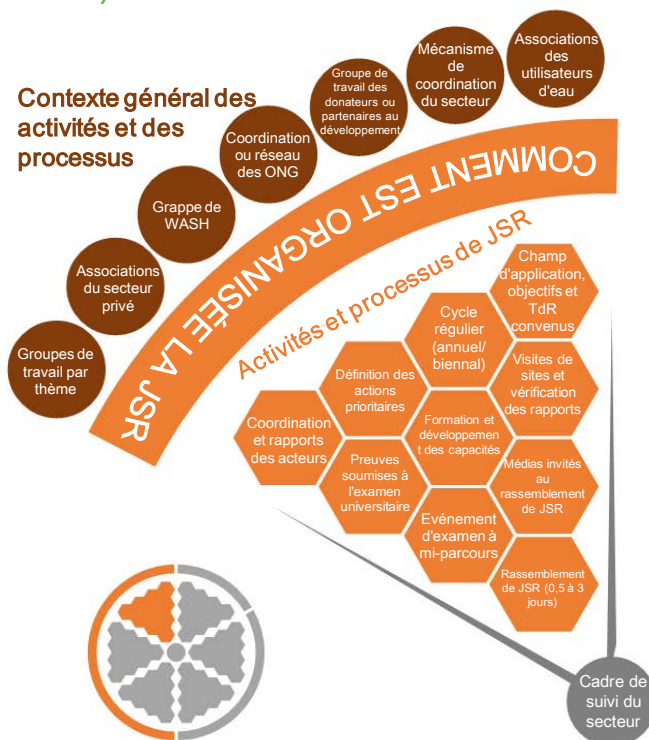 Contexte général des
activités et des
processus
Groupes de
travail par
thème
Associations
du secteur
privé
Grappe de
WASH
Coordination
ou réseau
des ONG
Groupe de
travail des
donateurs ou
partenaires au
développement
Mécanisme
de
coordination
du secteur
Associations
des
utilisateurs
d'eau
COMMENT EST ORGANISÉE LA JSR
Activités et processus de JSR
Coordination
et rapports
des acteurs
Définition des
actions
prioritaires
Preuves
soumises à
l'examen
universitaire
Cycle
régulier
(annuel/
biennal)
Formation et
développemen
t des capacités
Evénement
d'examen à
mi-parcours
Champ
d'application,
objectifs et
TdR
convenus
Visites de
sites et
vérification
des rapports
Médias invités
au
rassemblement
de JSR
Rassemblement
de JSR (0,5 à 3
jours)
Cadre de
suivi du
secteur